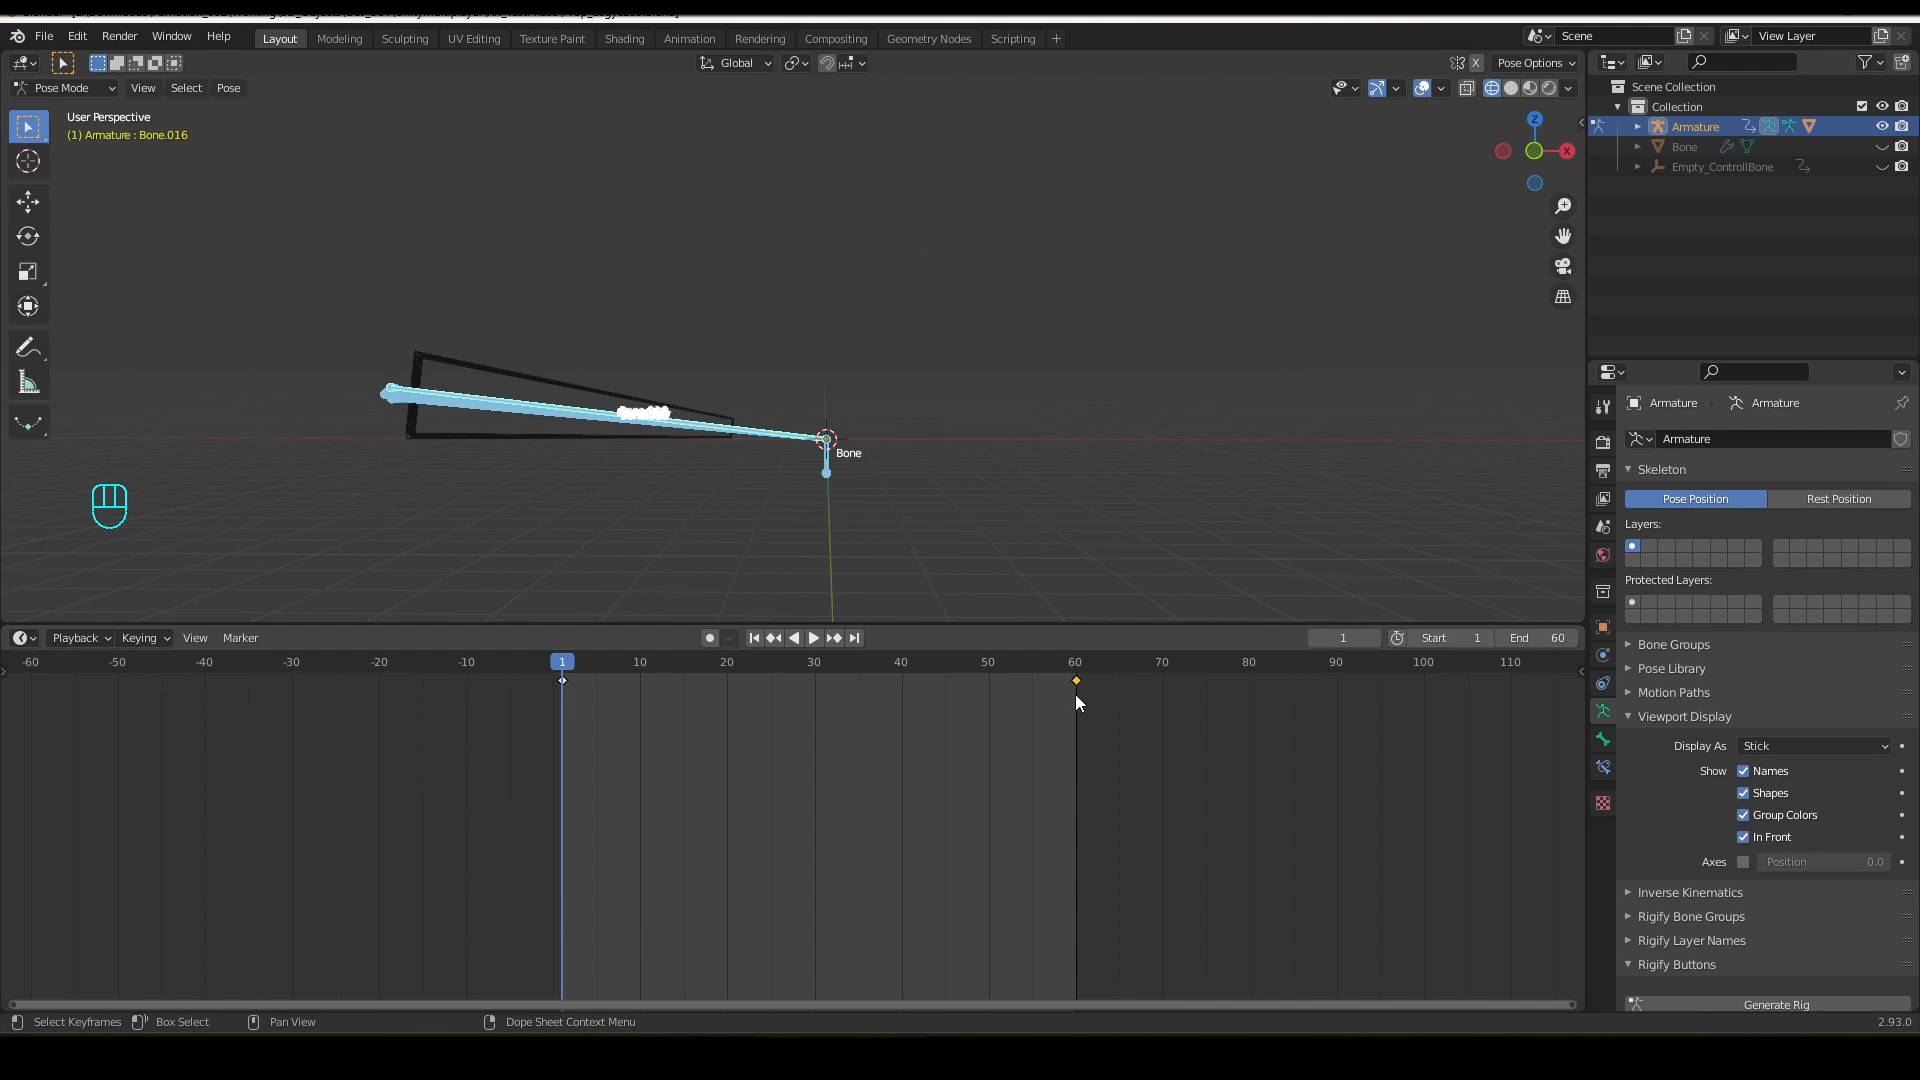 File Edit Render Window Help Layout Modeling Sculpting UV Editing Texture Paint Shading Animation Rendering Compositing Geometry Nodes Scripting Scene View Layer
Global X Pose Options
Pose Mode View Select Pose
User Perspective
(1) Armature : Bone.016
Z
X
Bone
Scene Collection
Collection
Armature
Bone
Empty_ControllBone
Armature Armature
Armature
Skeleton
Pose Position Rest Position
Layers:
Protected Layers:
Bone Groups
Pose Library
Motion Paths
Viewport Display
Display As Stick
Show Names
Shapes
Group Colors
In Front
Axes Position 0.0
Inverse Kinematics
Rigify Bone Groups
Rigify Layer Names
Rigify Buttons
Generate Rig
Playback Keying View Marker 1 Start 1 End 60
-60 -50 -40 -30 -20 -10 1 10 20 30 40 50 60 70 80 90 100 110
Select Keyframes Box Select Pan View Dope Sheet Context Menu 2.93.0